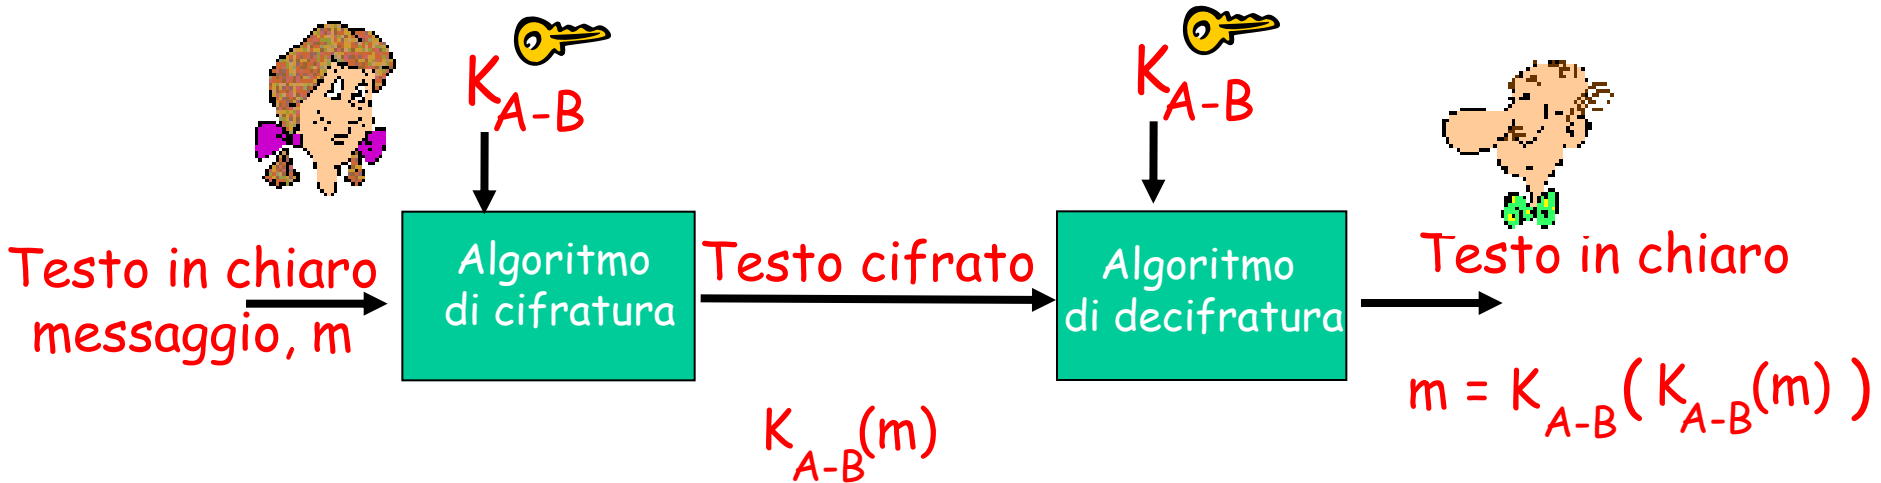 K A-B
K A-B
Testo in chiaro
messaggio, m
Algoritmo
di cifratura
Testo cifrato
K A-B (m)
Algoritmo
di decifratura
Testo in chiaro
m = K A-B ( K A-B (m) )